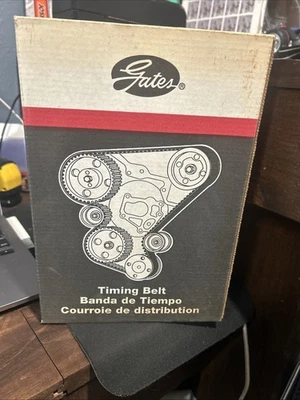 Gates®
Timing Belt
Banda de Tiempo
Courroie de distribution